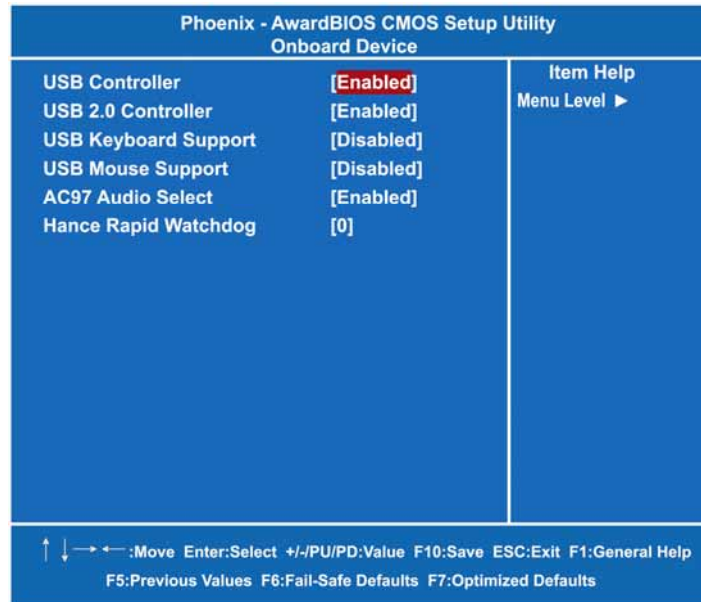 Phoenix - AwardBIOS CMOS Setup Utility
Onboard Device
USB Controller [Enabled]
USB 2.0 Controller [Enabled]
USB Keyboard Support [Disabled]
USB Mouse Support [Disabled]
AC97 Audio Select [Enabled]
Hance Rapid Watchdog [0]
Item Help
Menu Level ►
↑ ↓ → ← :Move Enter:Select +/-/PU/PD:Value F10:Save ESC:Exit F1:General Help
F5:Previous Values F6:Fail-Safe Defaults F7:Optimized Defaults